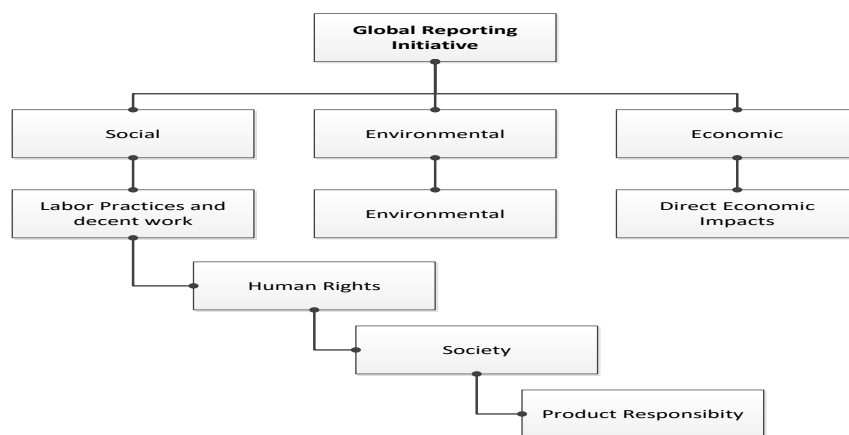 Global Reporting
Initiative
Social
Environmental
Economic
Labor Practices and
decent work
Environmental
Direct Economic
Impacts
Human Rights
Society
Product Responsibity